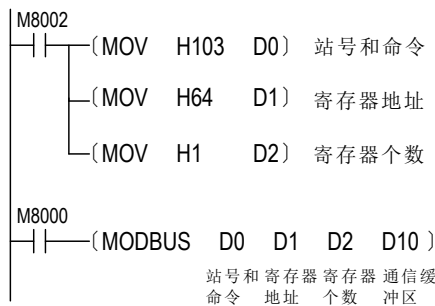 M8002
MOV H103 D0 站号和命令
MOV H64 D1 寄存器地址
MOV H1 D2 寄存器个数
M8000
MODBUS D0 D1 D2 D10
站号和 寄存器 寄存器 通信缓
命令 地址 个数 冲区